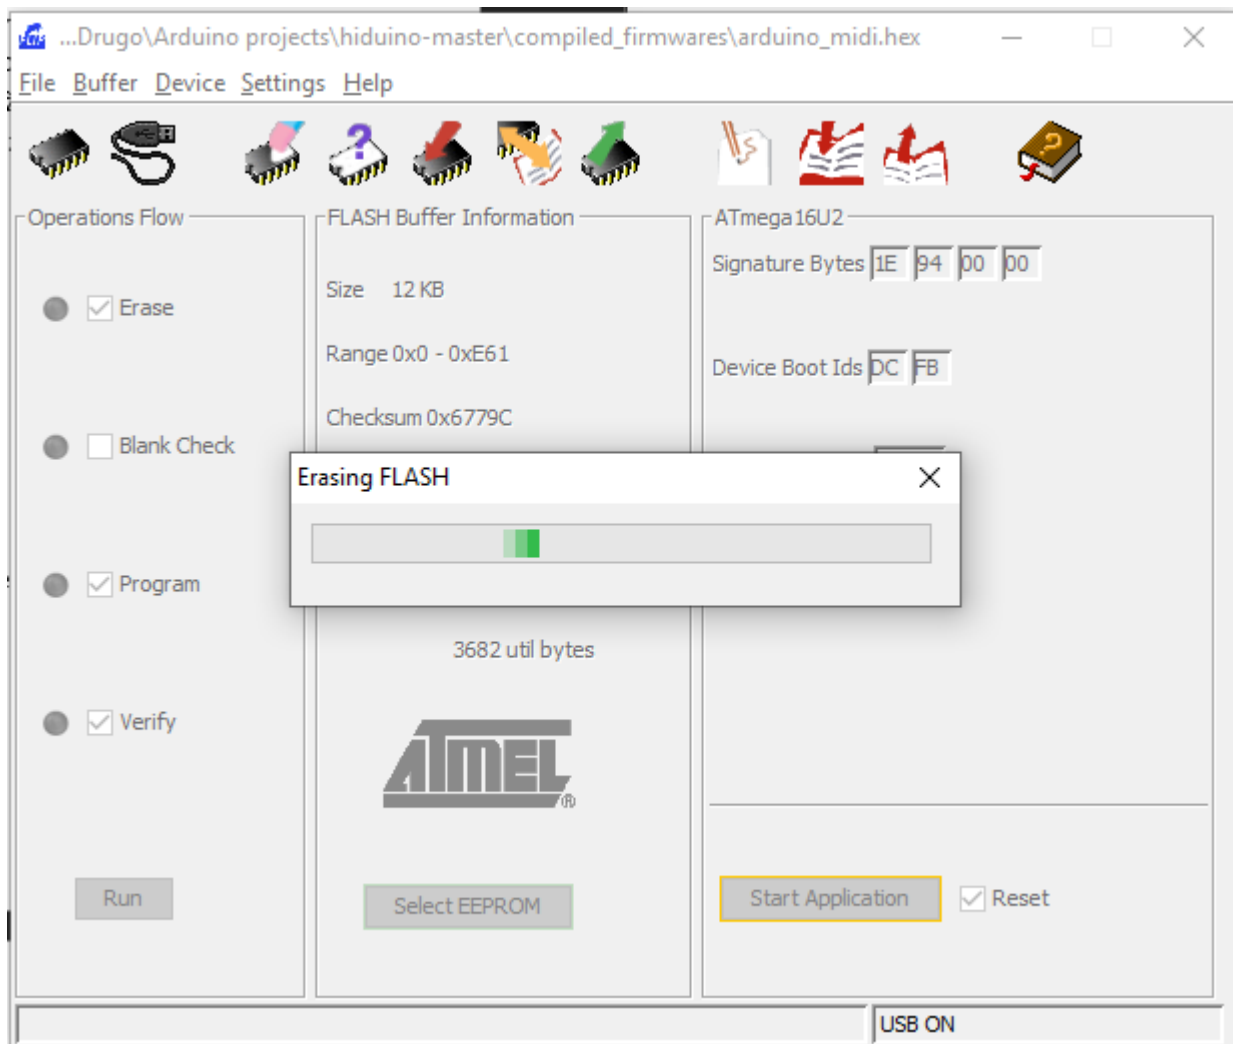 ...Drugo\Arduino projects\hiduino-master\compiled_firmwares\arduino_midi.hex
File Buffer Device Settings Help
Operations Flow
Erase
Blank Check
Program
Verify
Run
FLASH Buffer Information
Size 12 KB
Range 0x0 - 0xE61
Checksum 0x6779C
Erasing FLASH
3682 util bytes
ATMEL®
Select EEPROM
ATmega16U2
Signature Bytes 1E 94 00 00
Device Boot Ids DC FB
Start Application Reset
USB ON